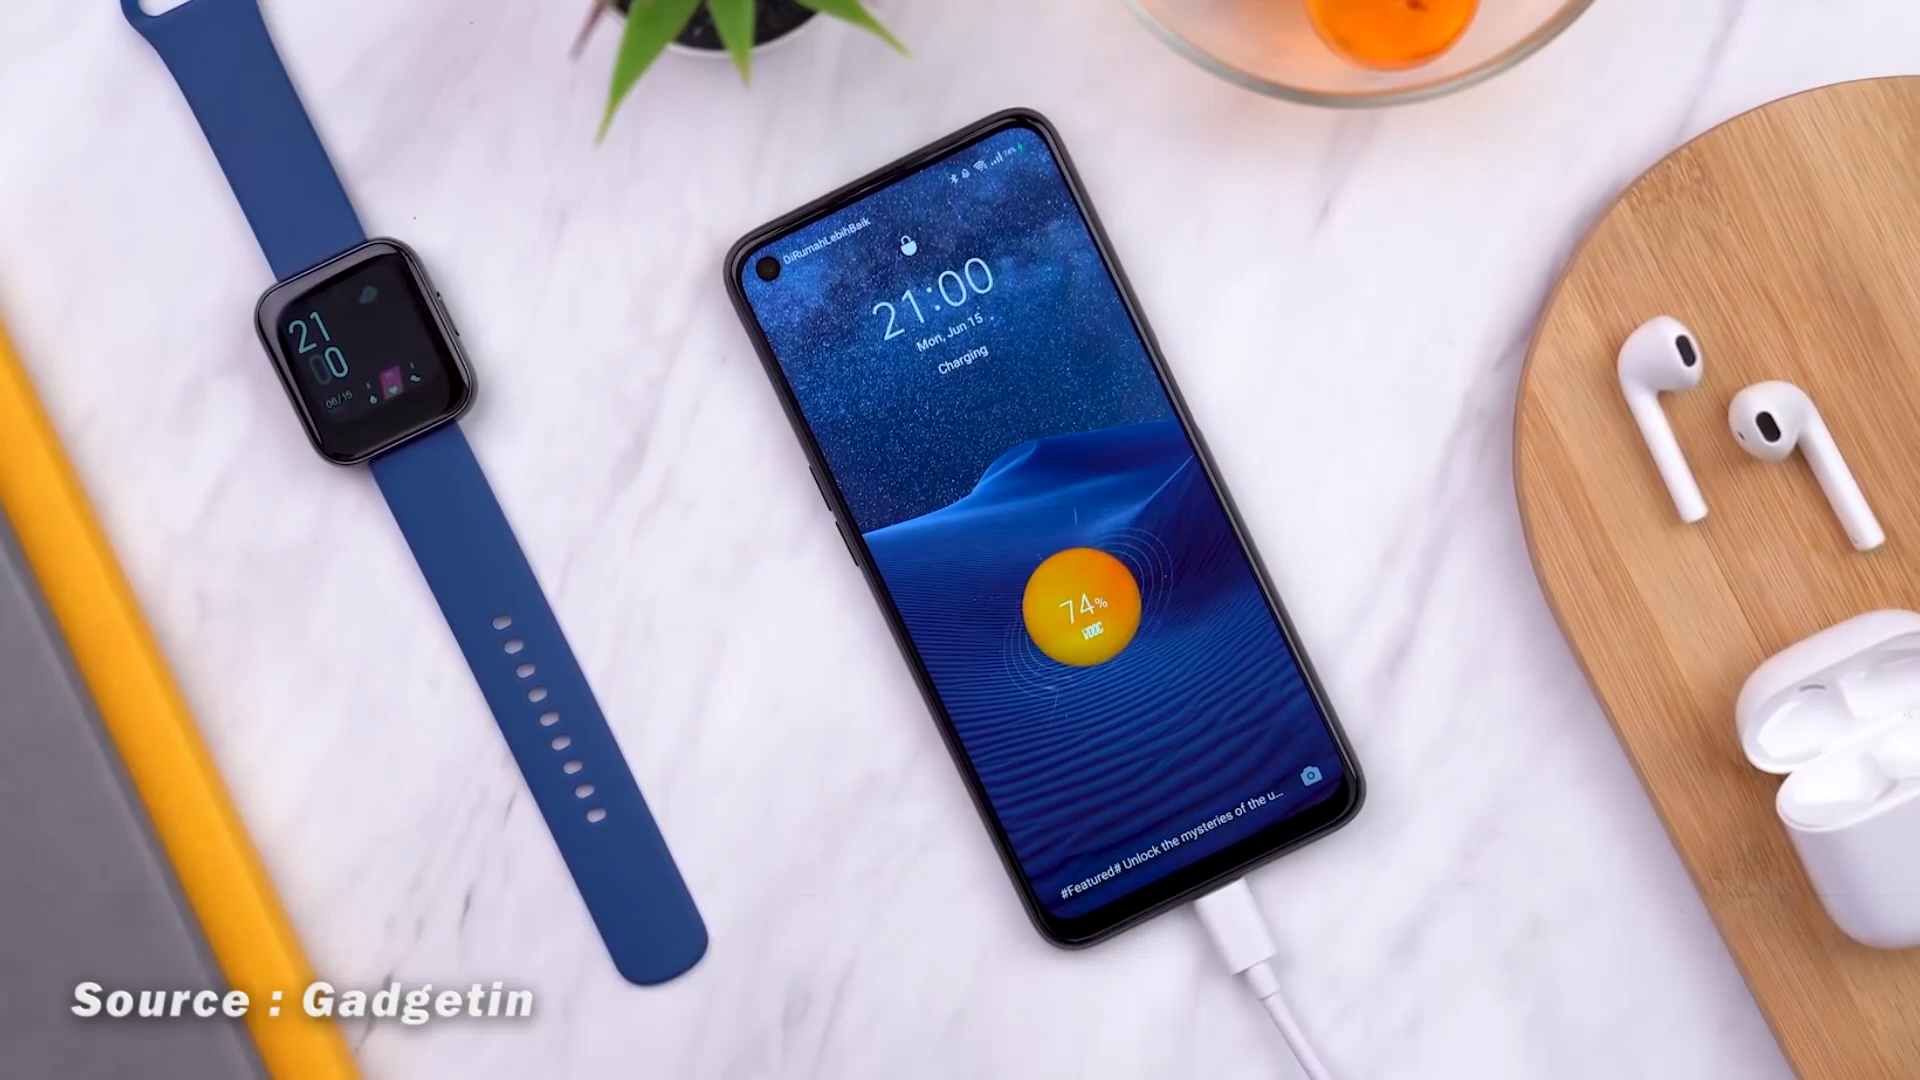 DiRumahLebihBaik
74%
21:00
Mon, Jun 15
Charging
21
00
06/15
74%
VOOC
#Featured# Unlock the mysteries of the u...
Source : Gadgetin